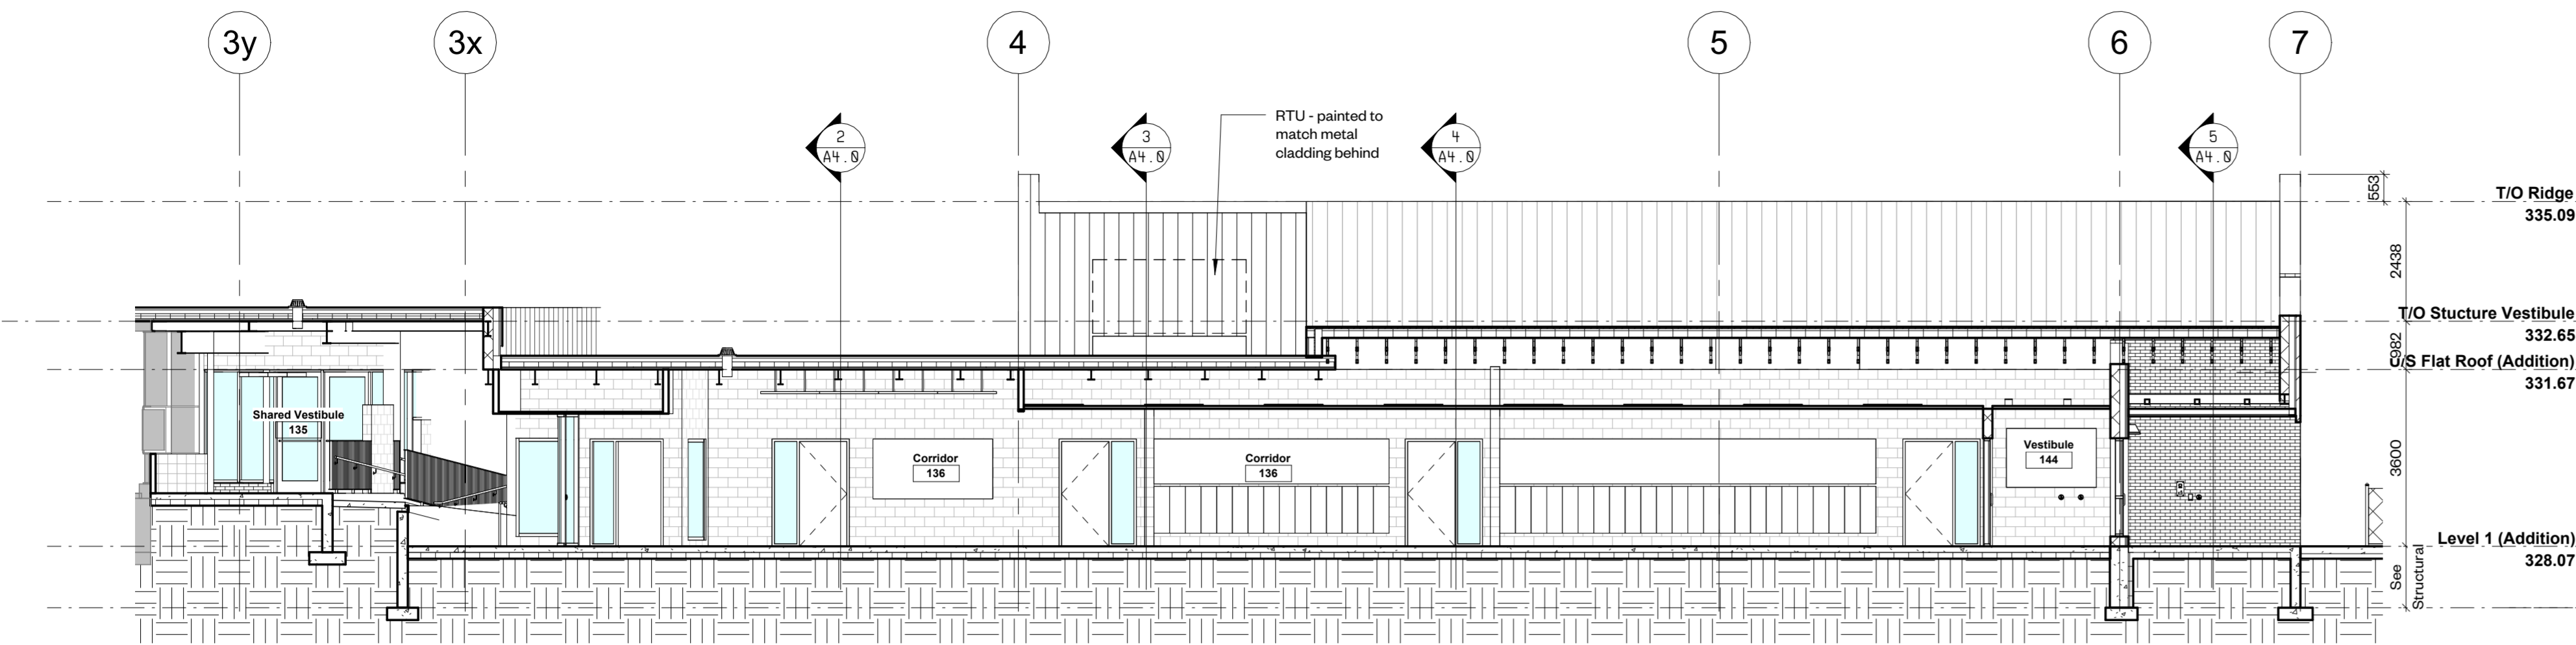 3y
3x
4
5
6
7
2
A4.0
3
A4.0
4
A4.0
5
A4.0
RTU - painted to
match metal
cladding behind
553
T/O Ridge
335.09
2438
T/O Stucture Vestibule
332.65
982
U/S Flat Roof (Addition)
331.67
Shared Vestibule
135
Corridor
136
Corridor
136
Vestibule
144
3600
Level 1 (Addition)
328.07
See
Structural